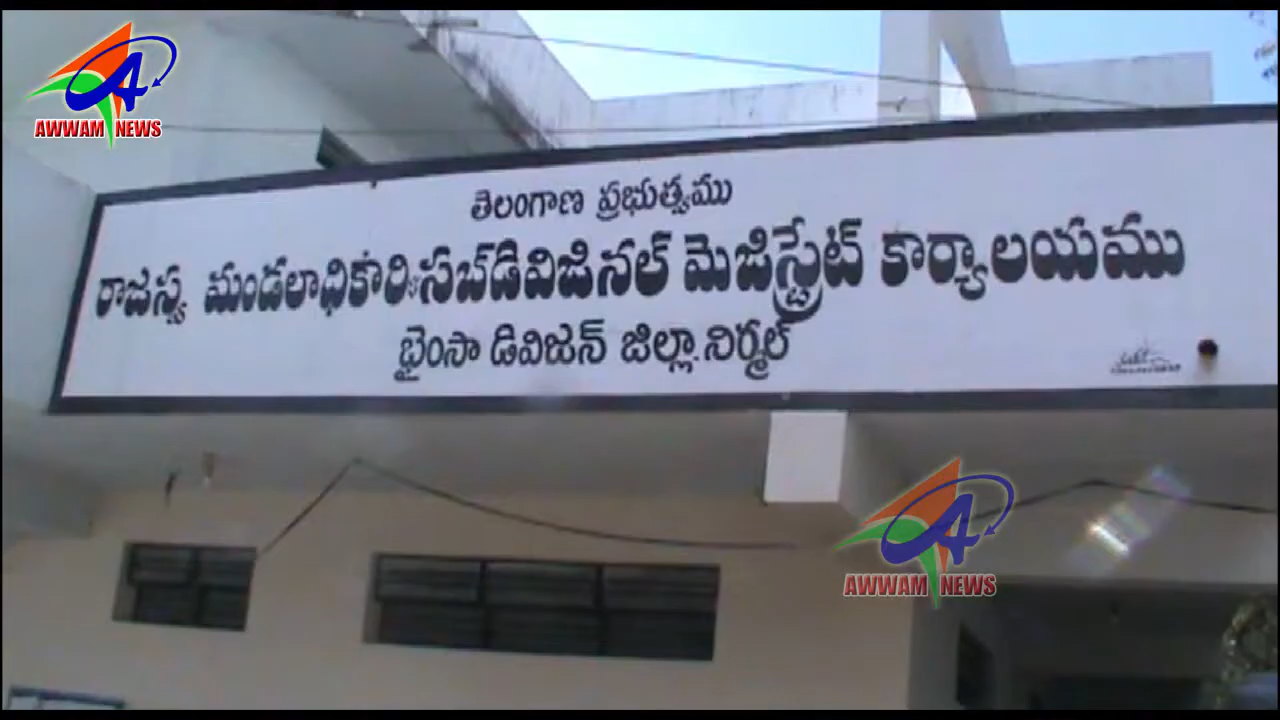 AWWAM NEWS
తెలంగాణ ప్రభుత్వము
రాజస్వ మండలాధికారి:సబ్‌డివిజినల్ మెజిస్ట్రేట్ కార్యాలయము
భైంసా డివిజన్ జిల్లా.నిర్మల్
AWWAM NEWS